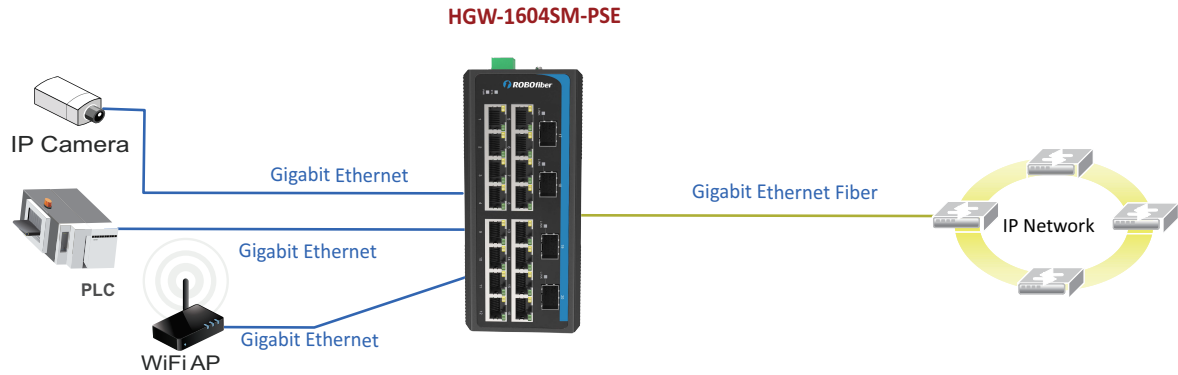 HGW-1604SM-PSE
ROBOfiber
IP Camera
Gigabit Ethernet
Gigabit Ethernet Fiber
IP Network
Gigabit Ethernet
PLC
Gigabit Ethernet
WiFi AP